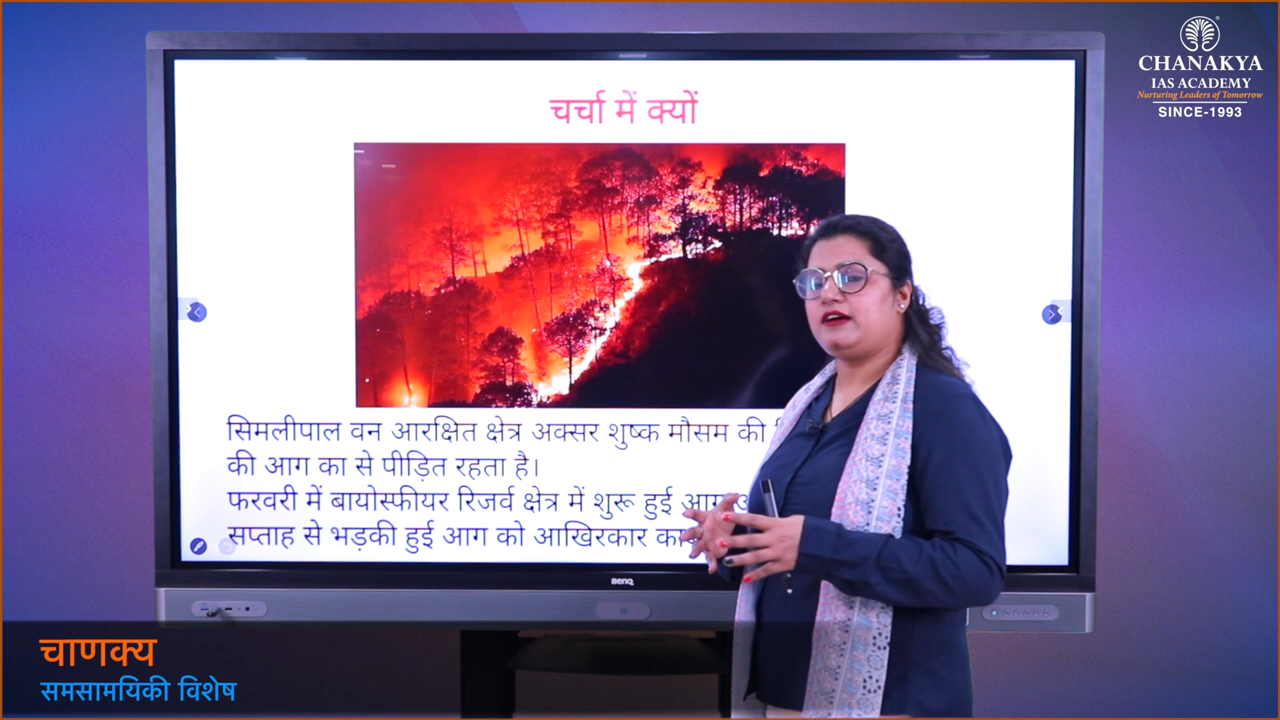 CHANAKYA
IAS ACADEMY
Nurturing Leaders of Tomorrow
SINCE-1993
चर्चा में क्यों
सिमलीपाल वन आरक्षित क्षेत्र अक्सर शुष्क मौसम की
की आग का से पीड़ित रहता है।
फरवरी में बायोस्फीयर रिजर्व क्षेत्र में शुरू हुई आग
सप्ताह से भड़की हुई आग को आखिरकार
BenQ
चाणक्य
समसामयिकी विशेष